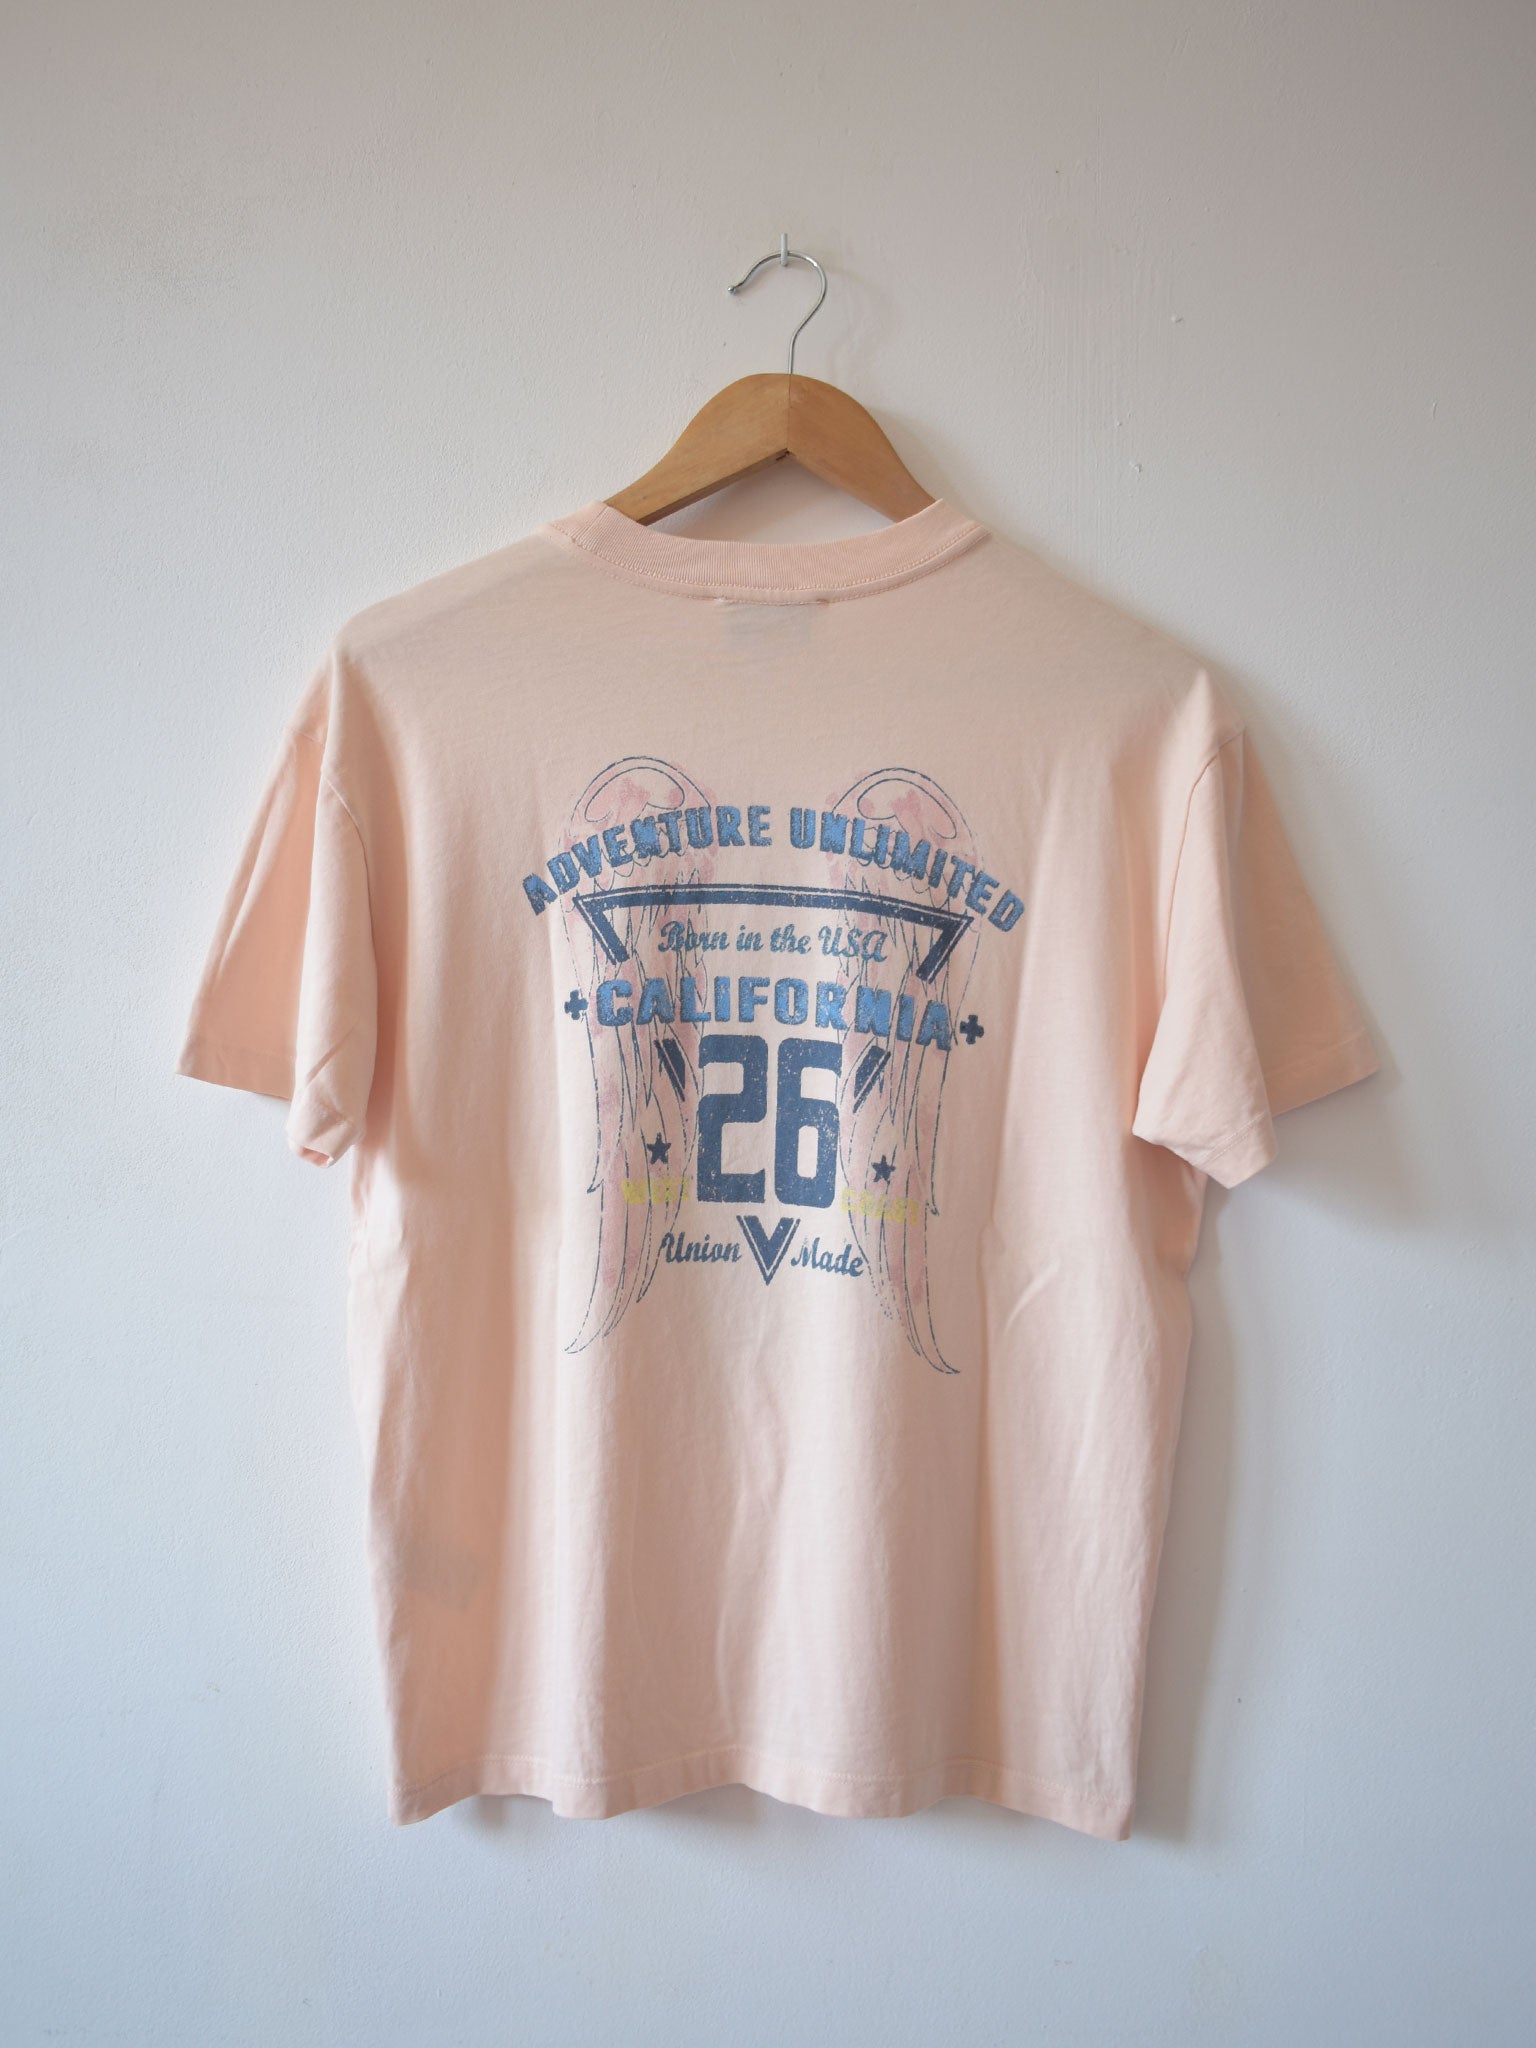 ADVENTURE UNLIMITED
Born in the USA
CALIFORNIA
26
WEST COAST
Union Made